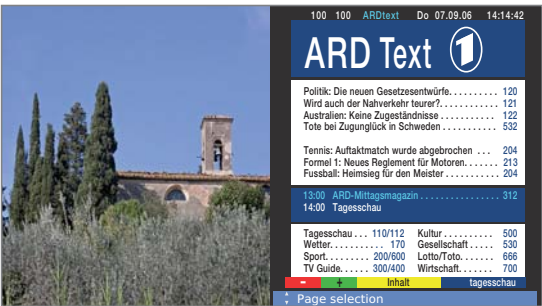 100 100 ARDtext Do 07.09.06 14:14:42
ARD Text 1
Politik: Die neuen Gesetzesentwürfe. . . . . . . . . . 120
Wird auch der Nahverkehr teurer?. . . . . . . . . . . . 121
Australien: Keine Zugeständnisse . . . . . . . . . . . 122
Tote bei Zugunglück in Schweden . . . . . . . . . . . 532
Tennis: Auftaktmatch wurde abgebrochen . . . 204
Formel 1: Neues Reglement für Motoren. . . . . . . 213
Fussball: Heimsieg für den Meister . . . . . . . . . . 204
13:00 ARD-Mittagsmagazin . . . . . . . . . . . . . . . 312
14:00 Tagesschau
Tagesschau . . . 110/112 Kultur . . . . . . . . . 500
Wetter. . . . . . . . . . 170 Gesellschaft . . . . . 530
Sport. . . . . . . . 200/600 Lotto/Toto. . . . . . 666
TV Guide. . . . . . 300/400 Wirtschaft. . . . . . . 700
- + Inhalt tagesschau
Page selection